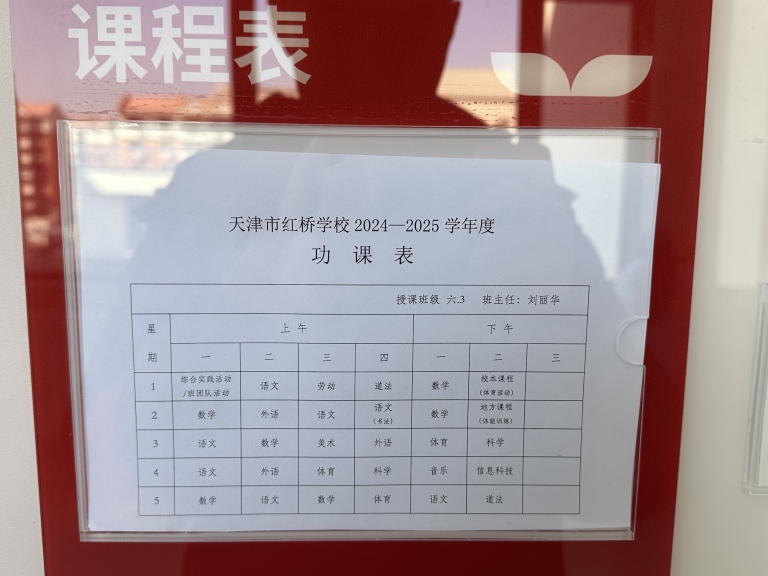 课程表
天津市红桥学校 2024—2025 学年度
功 课 表
授课班级 六.3 班主任：刘丽华
星期 上 午 下 午
一 二 三 四 一 二 三
1 综合实践活动/班团队活动 语文 劳动 道法 数学 校本课程（体育活动）
2 数学 外语 语文 语文（书法） 数学 地方课程（体能训练）
3 语文 数学 美术 外语 体育 科学
4 语文 外语 体育 科学 音乐 信息科技
5 数学 语文 数学 体育 语文 道法